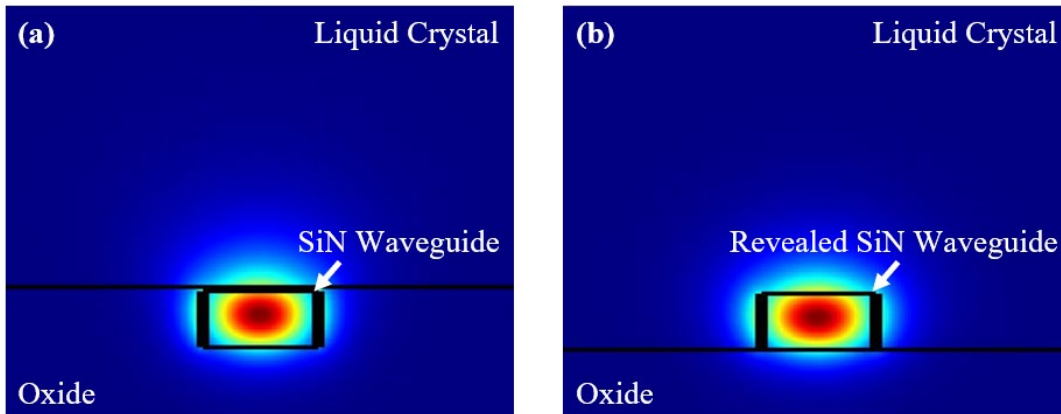 (a)
Liquid Crystal
SiN Waveguide
Oxide
(b)
Liquid Crystal
Revealed SiN Waveguide
Oxide